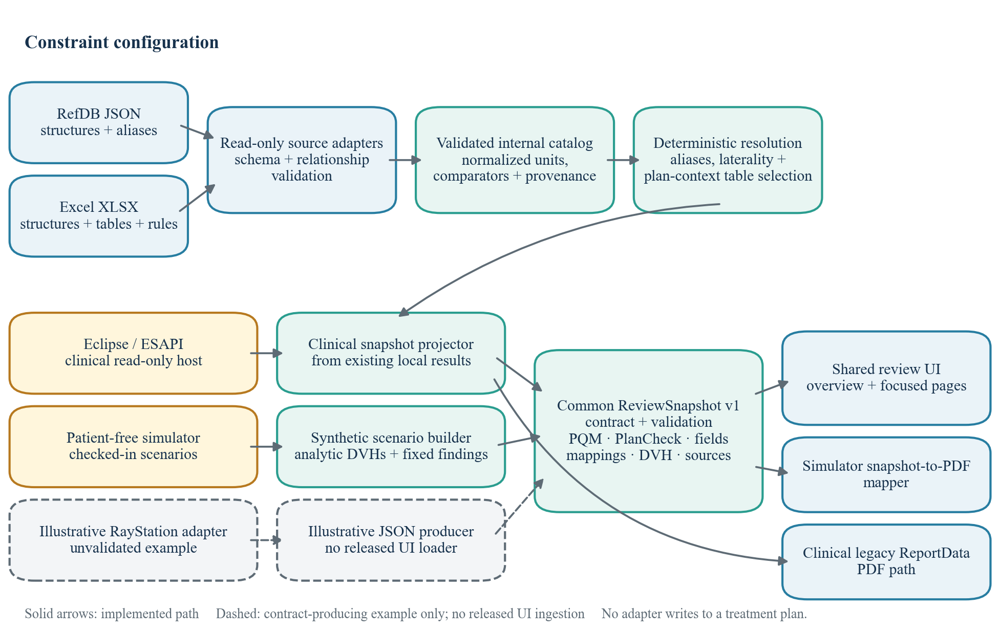 Constraint configuration
RefDB JSON
structures + aliases
Excel XLSX
structures + tables + rules
Read-only source adapters
schema + relationship
validation
Validated internal catalog
normalized units,
comparators + provenance
Deterministic resolution
aliases, laterality +
plan-context table selection
Eclipse / ESAPI
clinical read-only host
Clinical snapshot projector
from existing local results
Patient-free simulator
checked-in scenarios
Synthetic scenario builder
analytic DVHs + fixed findings
Illustrative RayStation adapter
unvalidated example
Illustrative JSON producer
no released UI loader
Common ReviewSnapshot v1
contract + validation
PQM · PlanCheck · fields
mappings · DVH · sources
Shared review UI
overview + focused pages
Simulator snapshot-to-PDF
mapper
Clinical legacy ReportData
PDF path
Solid arrows: implemented path Dashed: contract-producing example only; no released UI ingestion No adapter writes to a treatment plan.